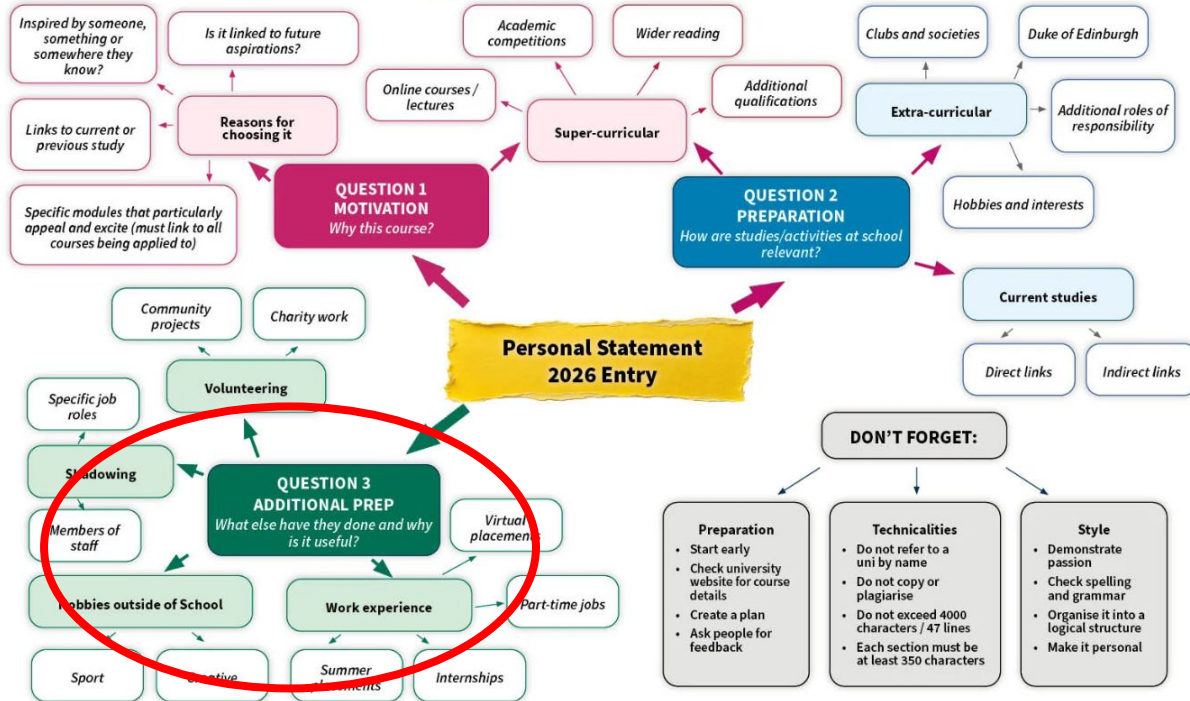 Inspired by someone,
something or
somewhere they
know?
Is it linked to future
aspirations?
Links to current or
previous study
Reasons for
choosing it
Specific modules that particularly
appeal and excite (must link to all
courses being applied to)
QUESTION 1
MOTIVATION
Why this course?
Academic
competitions
Wider reading
Online courses /
lectures
Additional
qualifications
Super-curricular
QUESTION 2
PREPARATION
How are studies/activities at school
relevant?
Clubs and societies
Duke of Edinburgh
Extra-curricular
Additional roles of
responsibility
Hobbies and interests
Current studies
Direct links
Indirect links
Personal Statement
2026 Entry
Community
projects
Charity work
Volunteering
Specific job
roles
Shadowing
Members of
staff
QUESTION 3
ADDITIONAL PREP
What else have they done and why
is it useful?
Virtual
placements
Hobbies outside of School
Work experience
Part-time jobs
Sport
Creative
Summer
placements
Internships
DON'T FORGET:
Preparation
• Start early
• Check university
website for course
details
• Create a plan
• Ask people for
feedback
Technicalities
• Do not refer to a
uni by name
• Do not copy or
plagiarise
• Do not exceed 4000
characters / 47 lines
• Each section must be
at least 350 characters
Style
• Demonstrate
passion
• Check spelling
and grammar
• Organise it into a
logical structure
• Make it personal